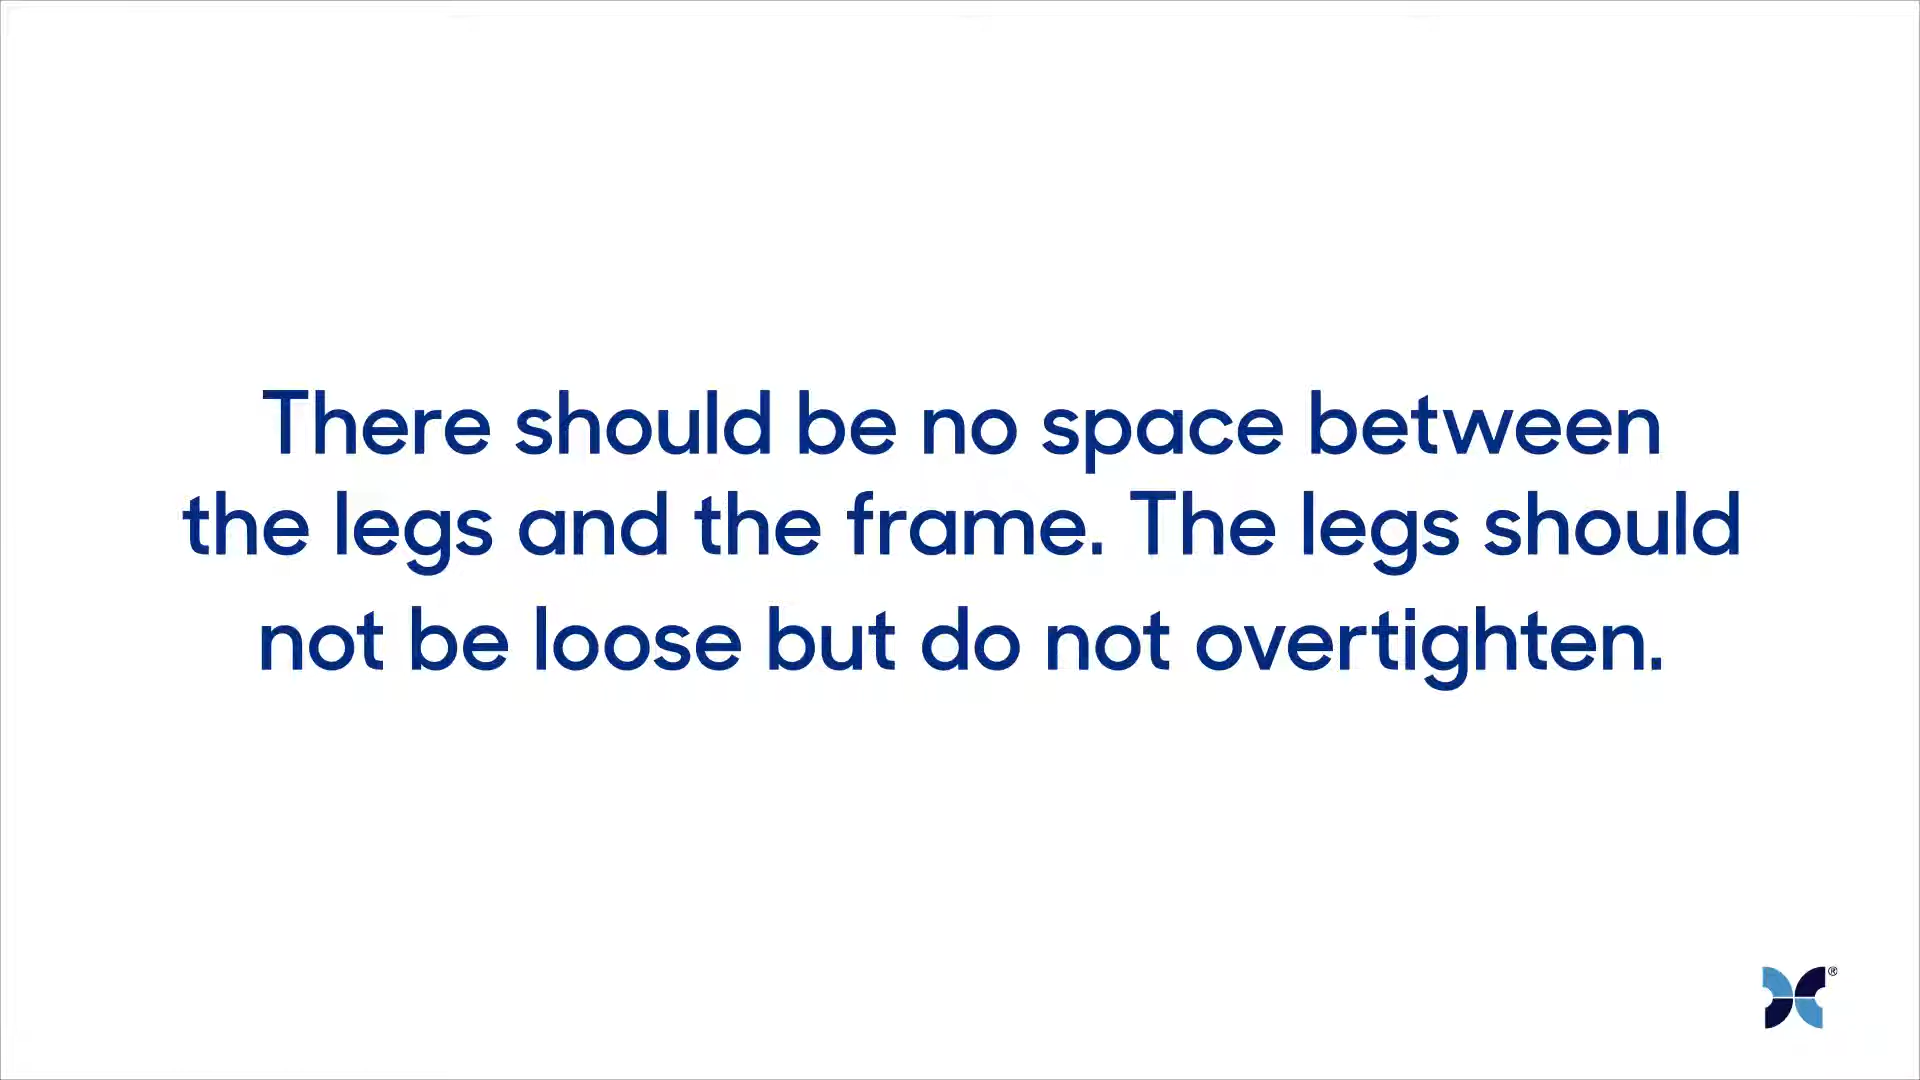 There should be no space between
the legs and the frame. The legs should
not be loose but do not overtighten.
®